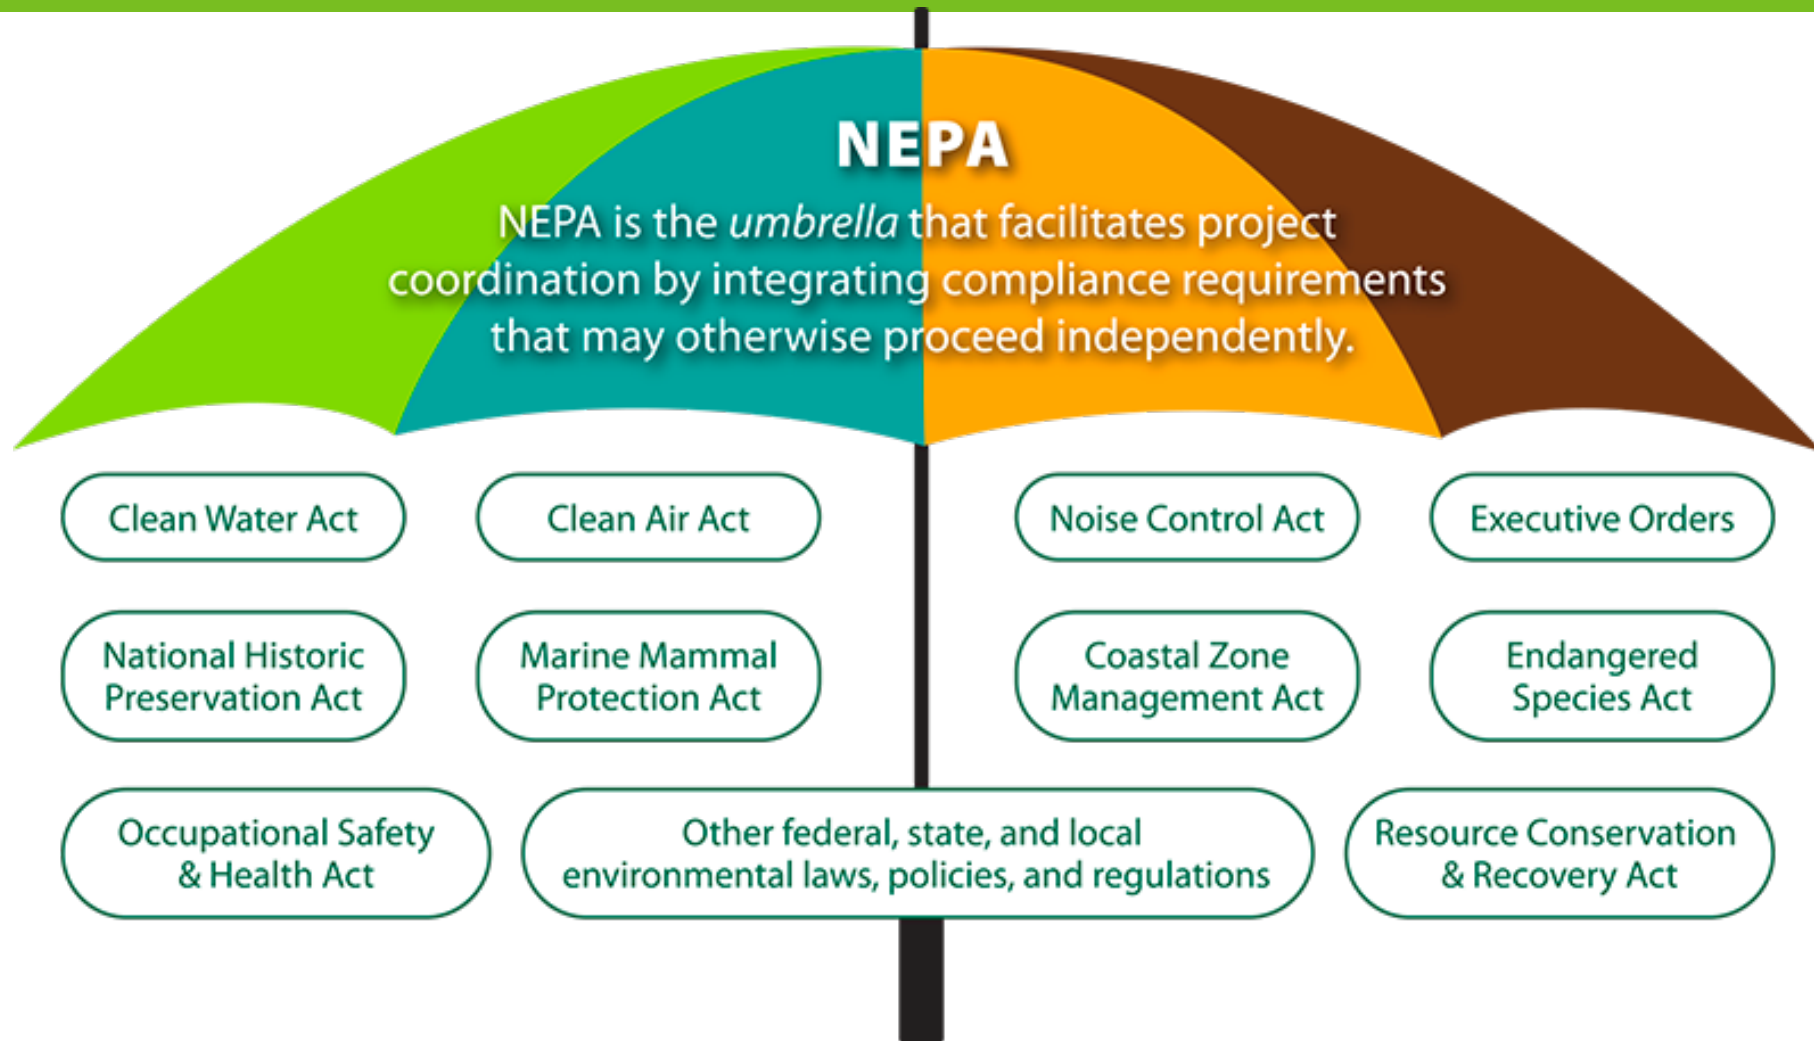 NEPA
NEPA is the umbrella that facilitates project
coordination by integrating compliance requirements
that may otherwise proceed independently.
Clean Water Act
Clean Air Act
Noise Control Act
Executive Orders
National Historic
Preservation Act
Marine Mammal
Protection Act
Coastal Zone
Management Act
Endangered
Species Act
Occupational Safety
& Health Act
Other federal, state, and local
environmental laws, policies, and regulations
Resource Conservation
& Recovery Act